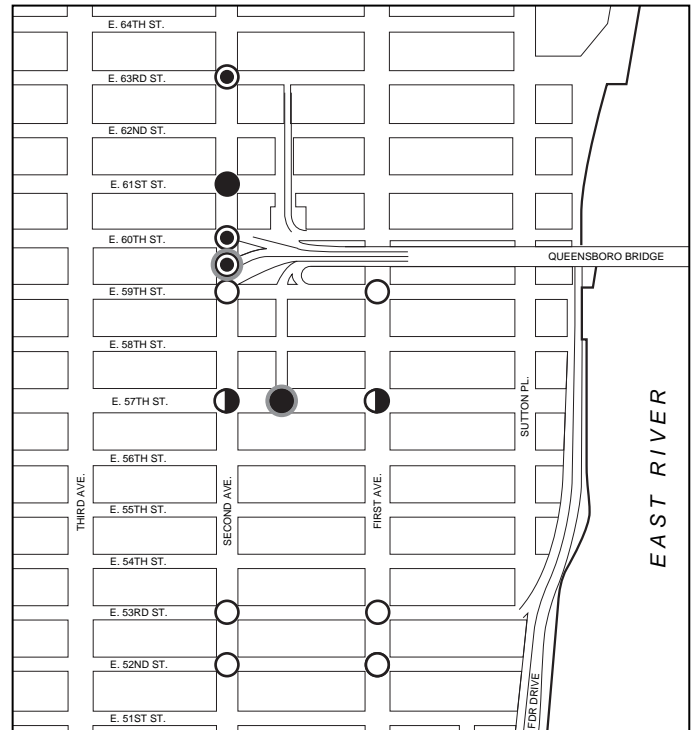 E. 64TH ST.
E. 63RD ST.
E. 62ND ST.
E. 61ST ST.
E. 60TH ST.
QUEENSBORO BRIDGE
E. 59TH ST.
E. 58TH ST.
E. 57TH ST.
SUTTON PL.
E. 56TH ST.
THIRD AVE.
SECOND AVE.
FIRST AVE.
EAST RIVER
E. 55TH ST.
E. 54TH ST.
E. 53RD ST.
E. 52ND ST.
FDR DRIVE
E. 51ST ST.